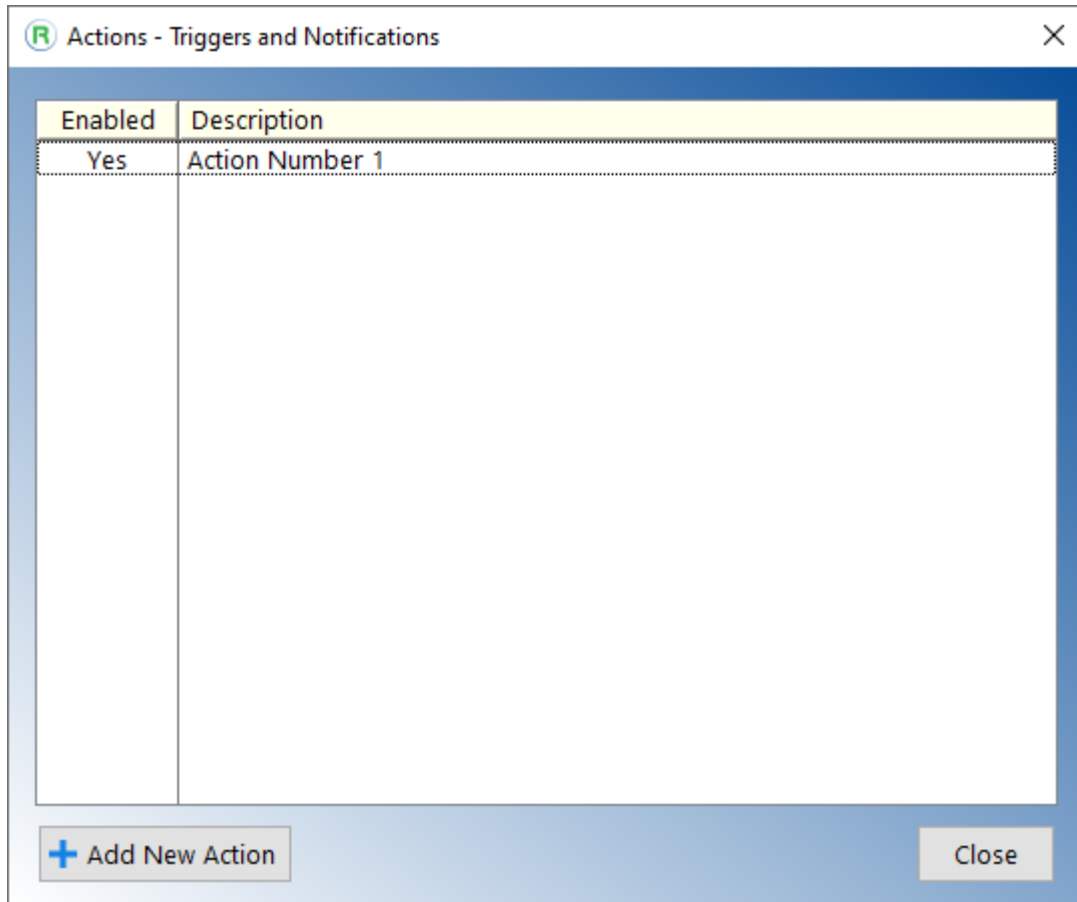 R Actions - Triggers and Notifications
Enabled Description
Yes Action Number 1
Add New Action Close